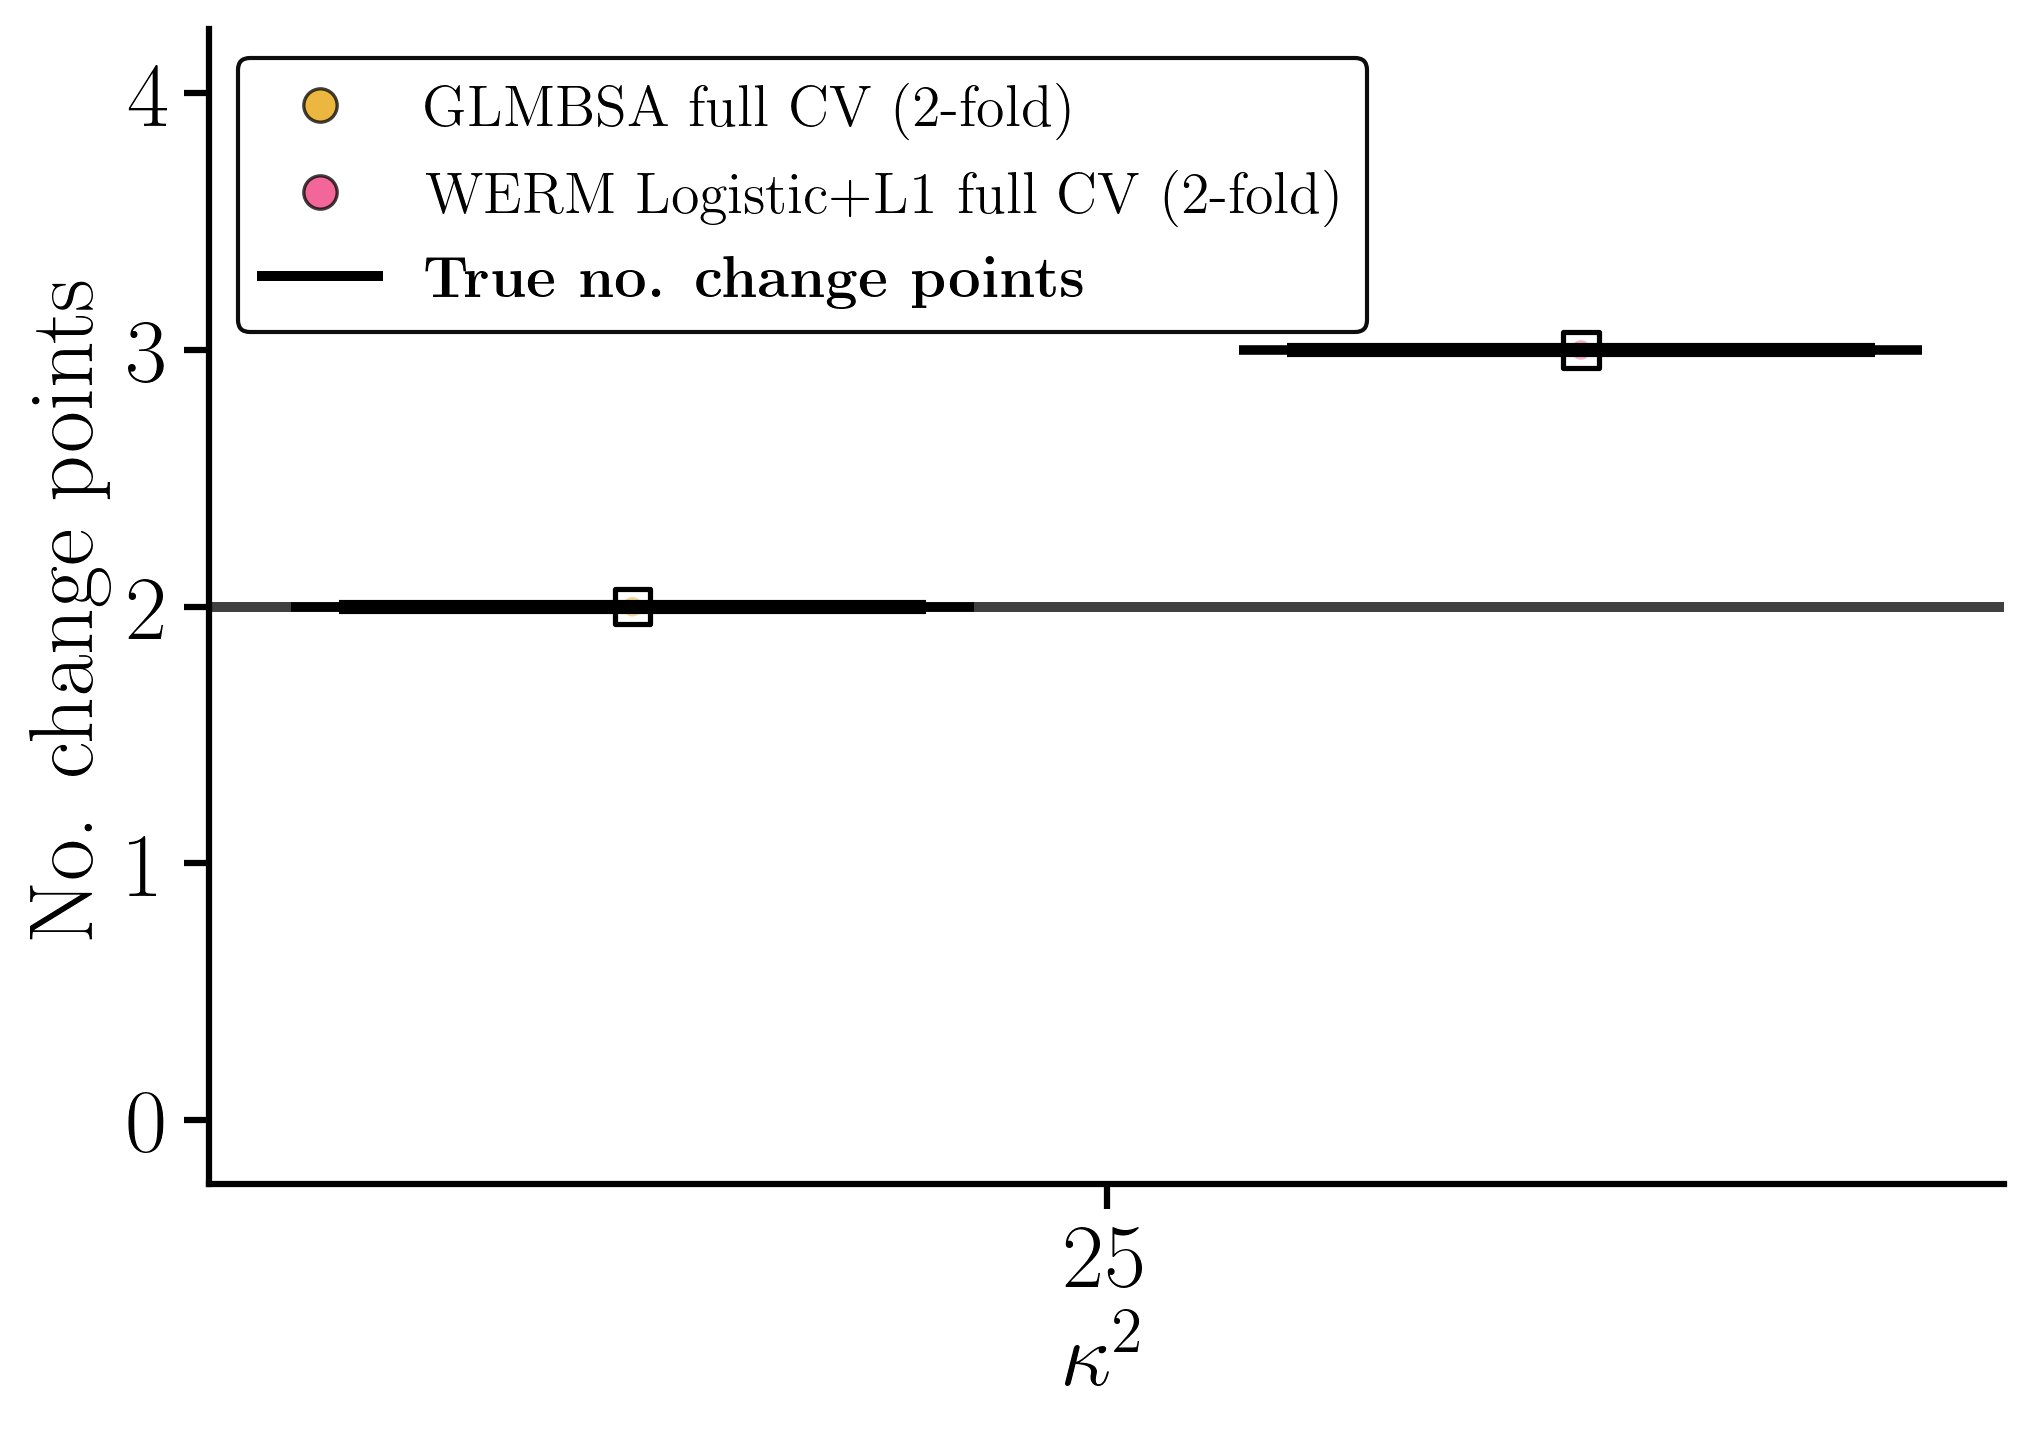 GLMBSA full CV (2-fold)
WERM Logistic+L1 full CV (2-fold)
True no. change points
No. change points
4
3
2
1
0
25
κ²